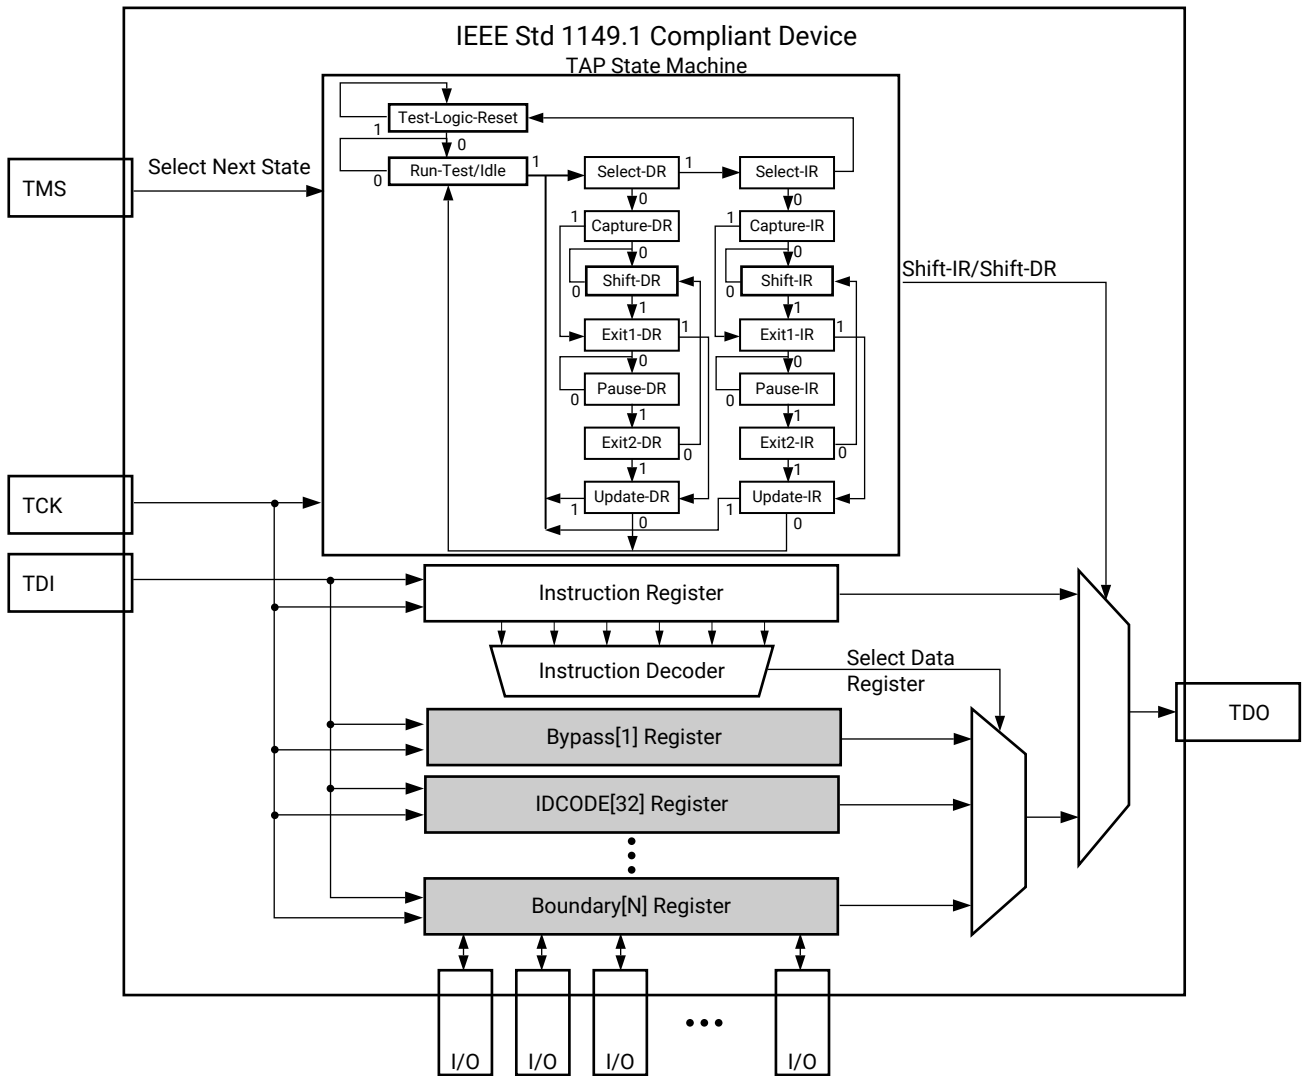 IEEE Std 1149.1 Compliant Device
TAP State Machine
Test-Logic-Reset
1
0
Run-Test/Idle
1
0
Select-DR
1
Select-IR
0
0
TMS
Select Next State
1
Capture-DR
1
Capture-IR
0
0
Shift-DR
0
Shift-IR
0
Shift-IR/Shift-DR
1
1
Exit1-DR
1
Exit1-IR
1
0
0
Pause-DR
0
Pause-IR
0
1
1
Exit2-DR
0
Exit2-IR
0
1
1
Update-DR
1
Update-IR
1
0
0
TCK
TDI
Instruction Register
Instruction Decoder
Select Data
Register
TDO
Bypass[1] Register
IDCODE[32] Register
Boundary[N] Register
I/O
I/O
I/O
I/O